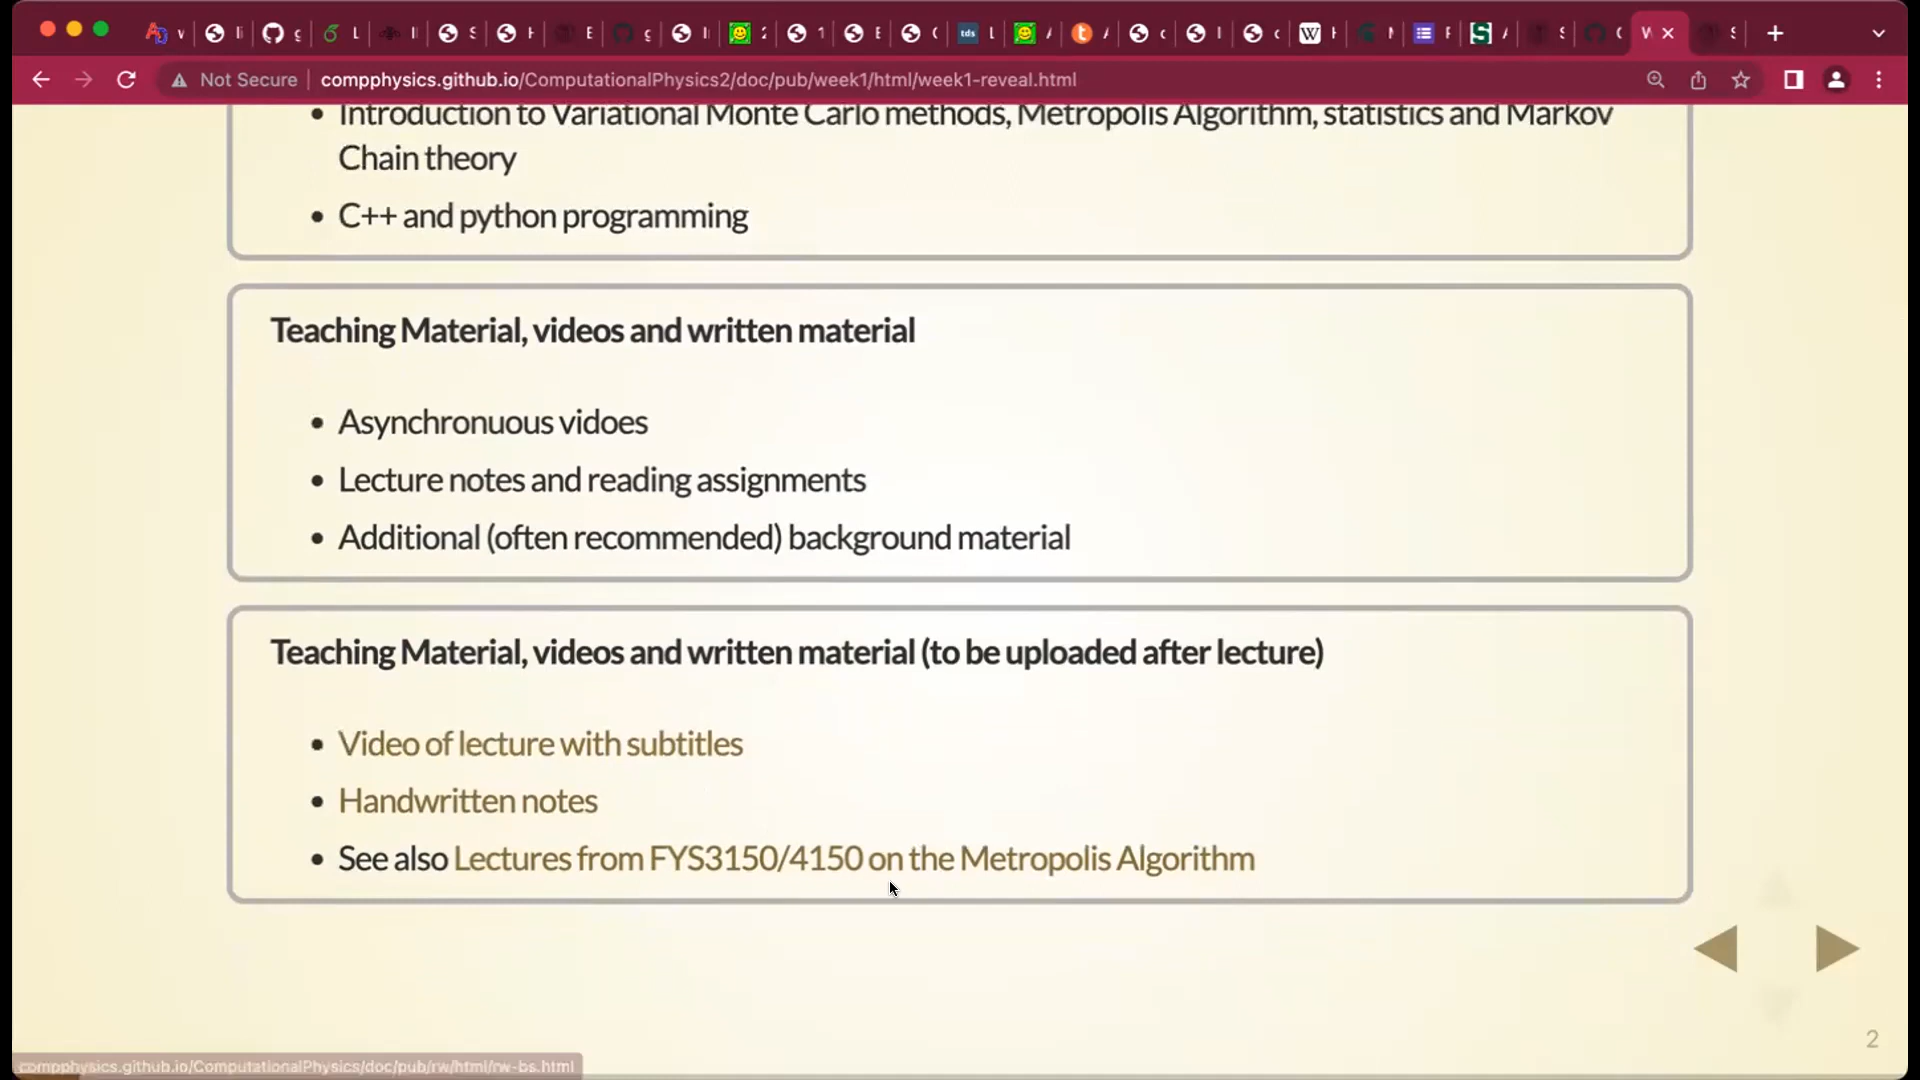 Not Secure
compphysics.github.io/ComputationalPhysics2/doc/pub/week1/html/week1-reveal.html
• Introduction to Variational Monte Carlo methods, Metropolis Algorithm, statistics and Markov
Chain theory
• C++ and python programming
Teaching Material, videos and written material
• Asynchronuous vidoes
• Lecture notes and reading assignments
• Additional (often recommended) background material
Teaching Material, videos and written material (to be uploaded after lecture)
• Video of lecture with subtitles
• Handwritten notes
• See also Lectures from FYS3150/4150 on the Metropolis Algorithm
2
compphysics.github.io/ComputationalPhysics/doc/pub/rw/html/rw-bs.html